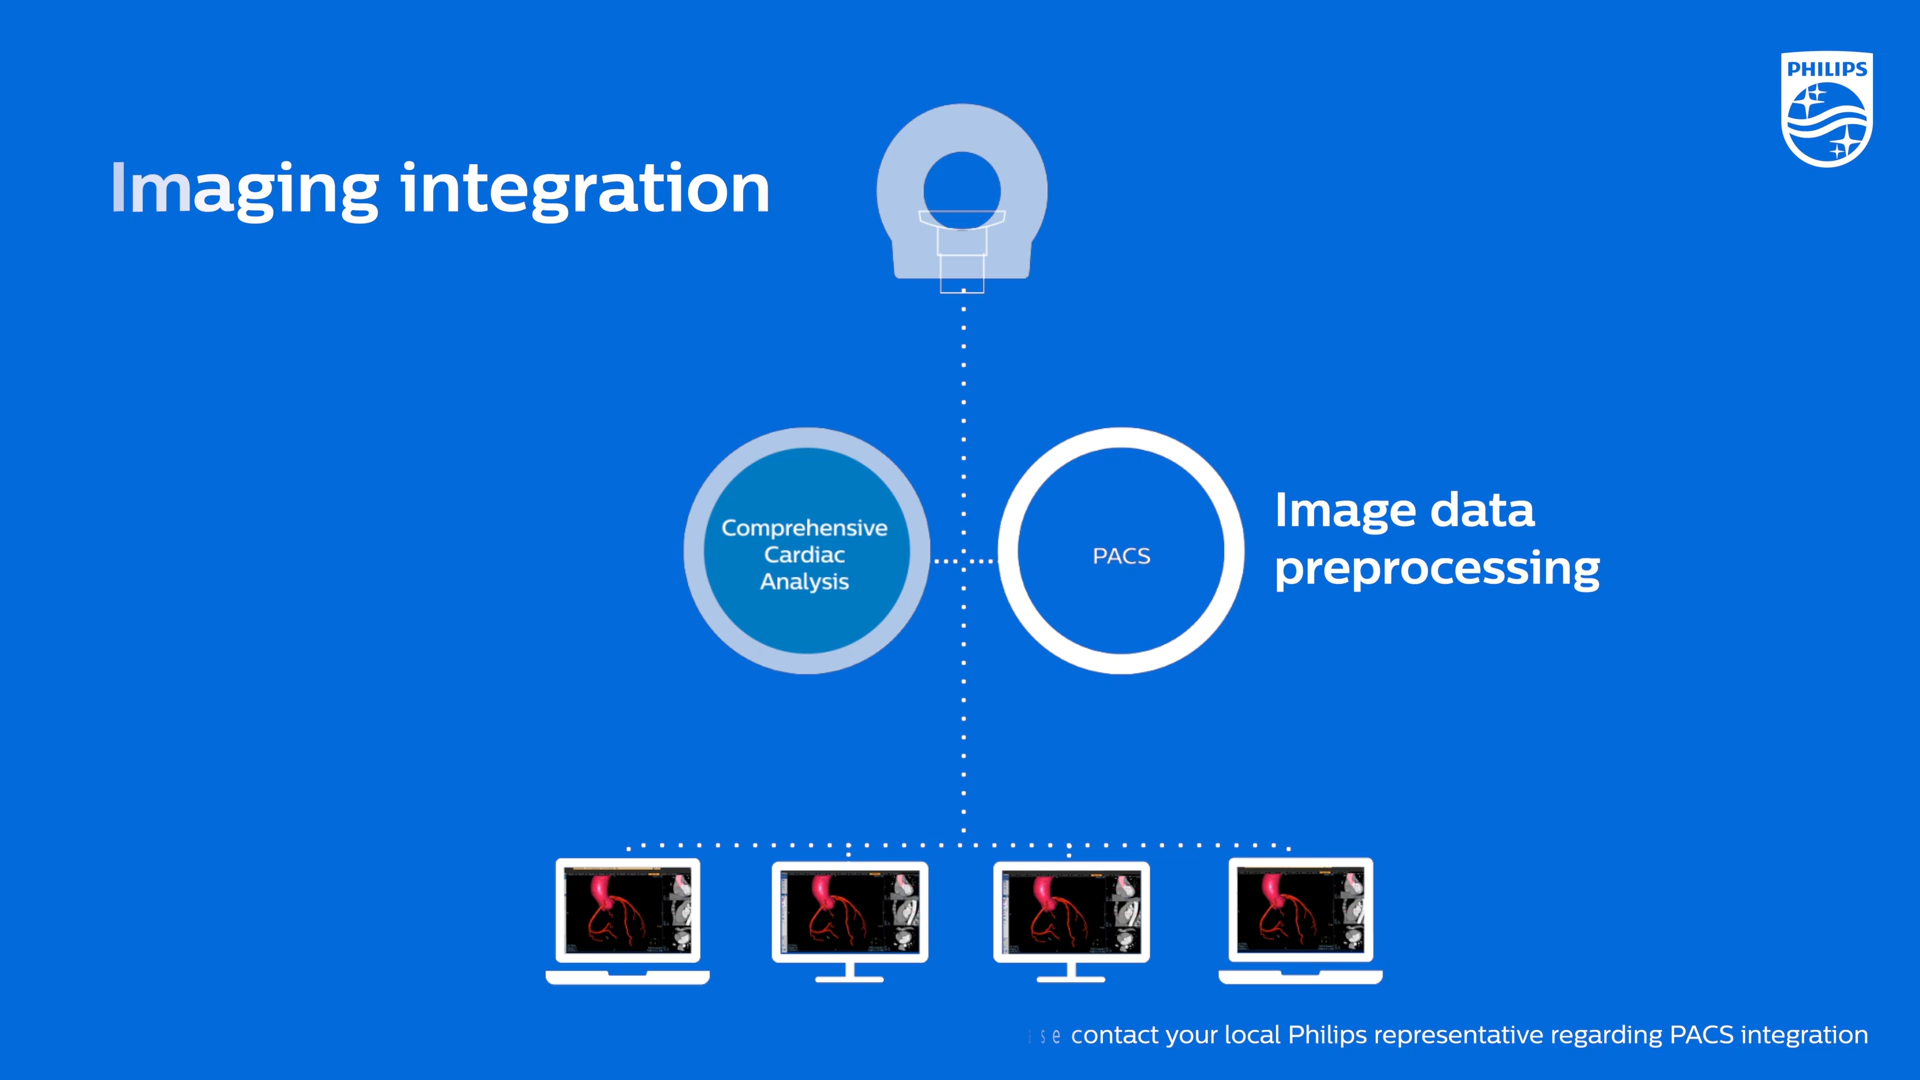 PHILIPS
Imaging integration
Comprehensive
Cardiac
Analysis
PACS
Image data
preprocessing
contact your local Philips representative regarding PACS integration